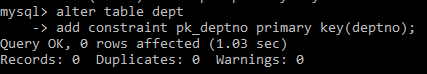 mysql> alter table dept
    -> add constraint pk_deptno primary key(deptno);
Query OK, 0 rows affected (1.03 sec)
Records: 0  Duplicates: 0  Warnings: 0